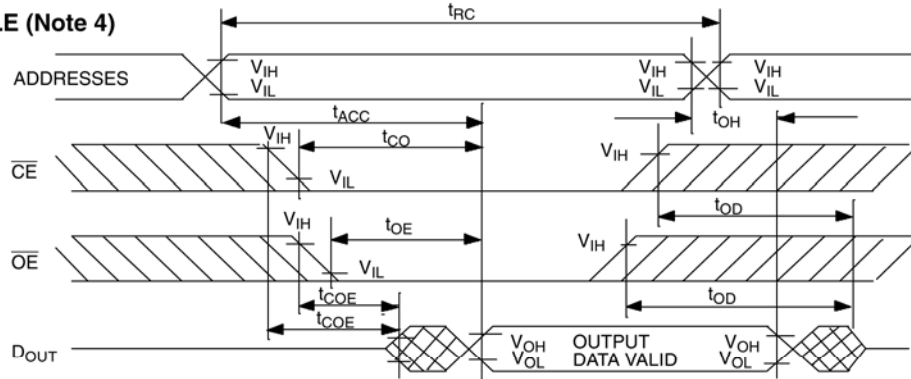 LE (Note 4)
tRC
ADDRESSES
VIH
VIL
VIH
VIL
VIH
VIL
tACC
tOH
VIH
tCO
VIH
CE
VIL
tOD
VIH
tOE
VIH
OE
VIL
tCOE
tOD
tCOE
DOUT
VOH
VOL
OUTPUT
DATA VALID
VOH
VOL